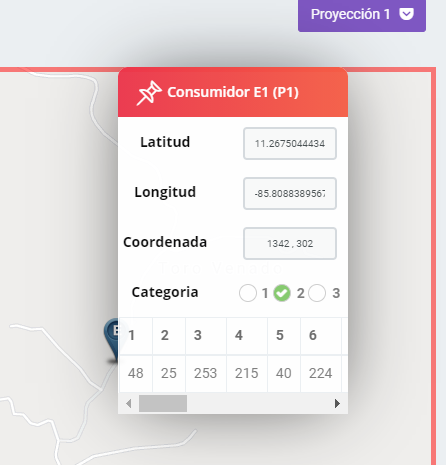 Proyección 1
Consumidor E1 (P1)
Latitud 11.2675044434
Longitud -85.8088389567
Coordenada 1342 , 302
Categoria 1 2 3
1 2 3 4 5 6
48 25 253 215 40 224